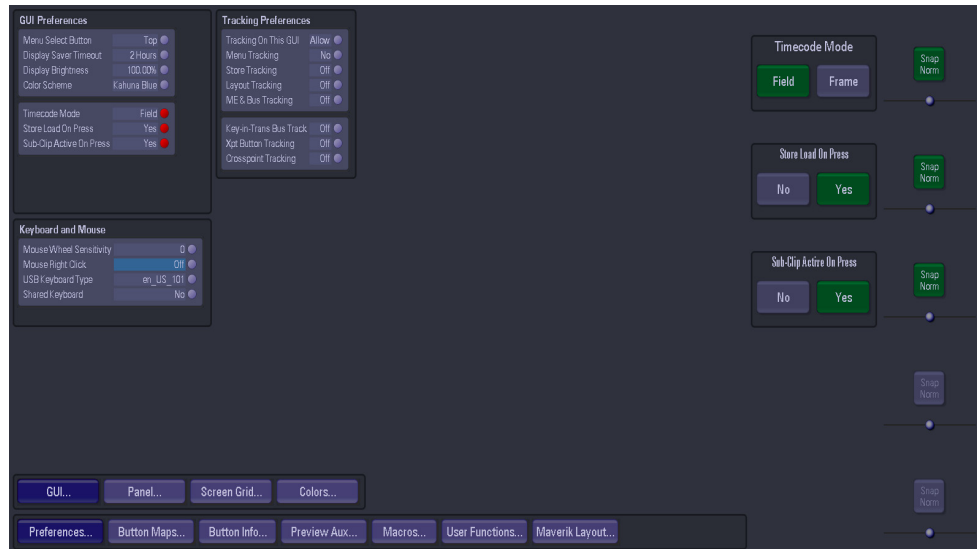 GUI Preferences
Menu Select Button Top
Display Saver Timeout 2 Hours
Display Brightness 100.00%
Color Scheme Kahuna Blue
Timecode Mode Field
Store Load On Press Yes
Sub-Clip Active On Press Yes
Tracking Preferences
Tracking On This GUI Allow
Menu Tracking No
Store Tracking Off
Layout Tracking Off
ME & Bus Tracking Off
Key-in-Trans Bus Track Off
Xpt Button Tracking Off
Crosspoint Tracking Off
Keyboard and Mouse
Mouse Wheel Sensitivity 0
Mouse Right Click Off
USB Keyboard Type en_US_101
Shared Keyboard No
Timecode Mode
Field Frame
Snap
Norm
Store Load On Press
No Yes
Snap
Norm
Sub-Clip Active On Press
No Yes
Snap
Norm
Snap
Norm
Snap
Norm
GUI... Panel... Screen Grid... Colors...
Preferences... Button Maps... Button Info... Preview Aux... Macros... User Functions... Maverik Layout...